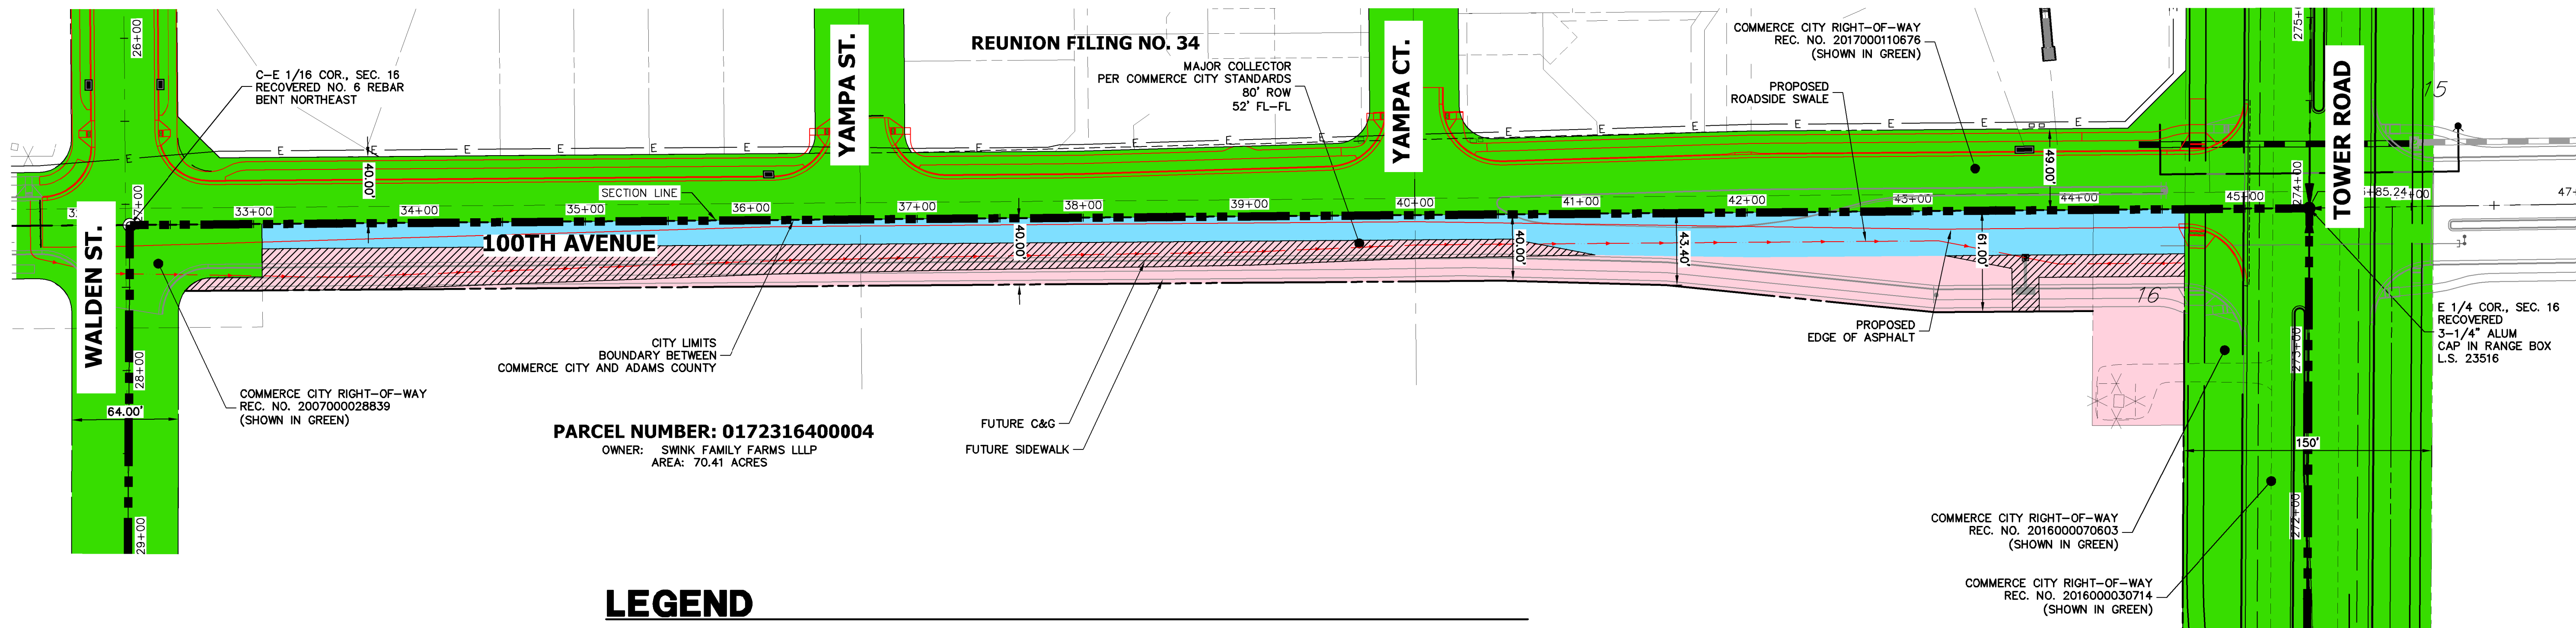 26+00
C-E 1/16 COR., SEC. 16
RECOVERED NO. 6 REBAR
BENT NORTHEAST
YAMPA ST.
REUNION FILING NO. 34
MAJOR COLLECTOR
PER COMMERCE CITY STANDARDS
80' ROW
52' FL-FL
YAMPA CT.
COMMERCE CITY RIGHT-OF-WAY
REC. NO. 2017000110676
(SHOWN IN GREEN)
PROPOSED
ROADSIDE SWALE
275+
TOWER ROAD
15
E E E E E E E E E E E E E E
40.00'
49.00'
SECTION LINE
27+00
33+00
34+00
35+00
36+00
37+00
38+00
39+00
40+00
41+00
42+00
43+00
44+00
45+00
274+00
+85.24
47+
WALDEN ST.
100TH AVENUE
40.00'
40.00'
43.40'
61.00'
16
E 1/4 COR., SEC. 16
RECOVERED
3-1/4" ALUM
CAP IN RANGE BOX
L.S. 23516
PROPOSED
EDGE OF ASPHALT
CITY LIMITS
BOUNDARY BETWEEN
COMMERCE CITY AND ADAMS COUNTY
28+00
273+00
COMMERCE CITY RIGHT-OF-WAY
REC. NO. 2007000028839
(SHOWN IN GREEN)
64.00'
PARCEL NUMBER: 0172316400004
OWNER: SWINK FAMILY FARMS LLLP
AREA: 70.41 ACRES
FUTURE C&G
FUTURE SIDEWALK
150'
29+00
272+00
COMMERCE CITY RIGHT-OF-WAY
REC. NO. 2016000070603
(SHOWN IN GREEN)
COMMERCE CITY RIGHT-OF-WAY
REC. NO. 2016000030714
(SHOWN IN GREEN)
LEGEND